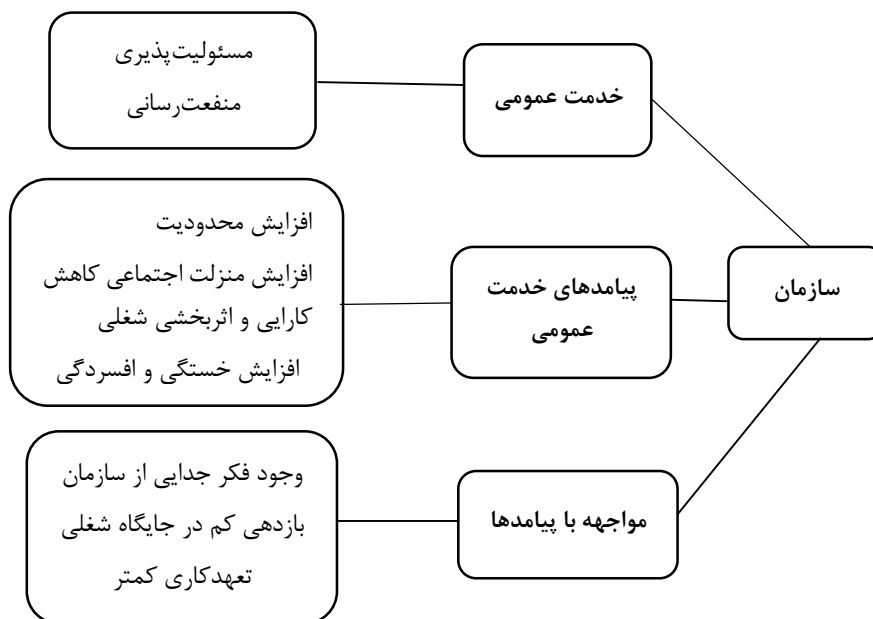 سازمان
خدمت عمومی
مسئولیت‌پذیری
منفعت‌رسانی
پیامدهای خدمت
عمومی
افزایش محدودیت
افزایش منزلت اجتماعی کاهش
کارایی و اثربخشی شغلی
افزایش خستگی و افسردگی
مواجهه با پیامدها
وجود فکر جدایی از سازمان
بازدهی کم در جایگاه شغلی
تعهدکاری کمتر